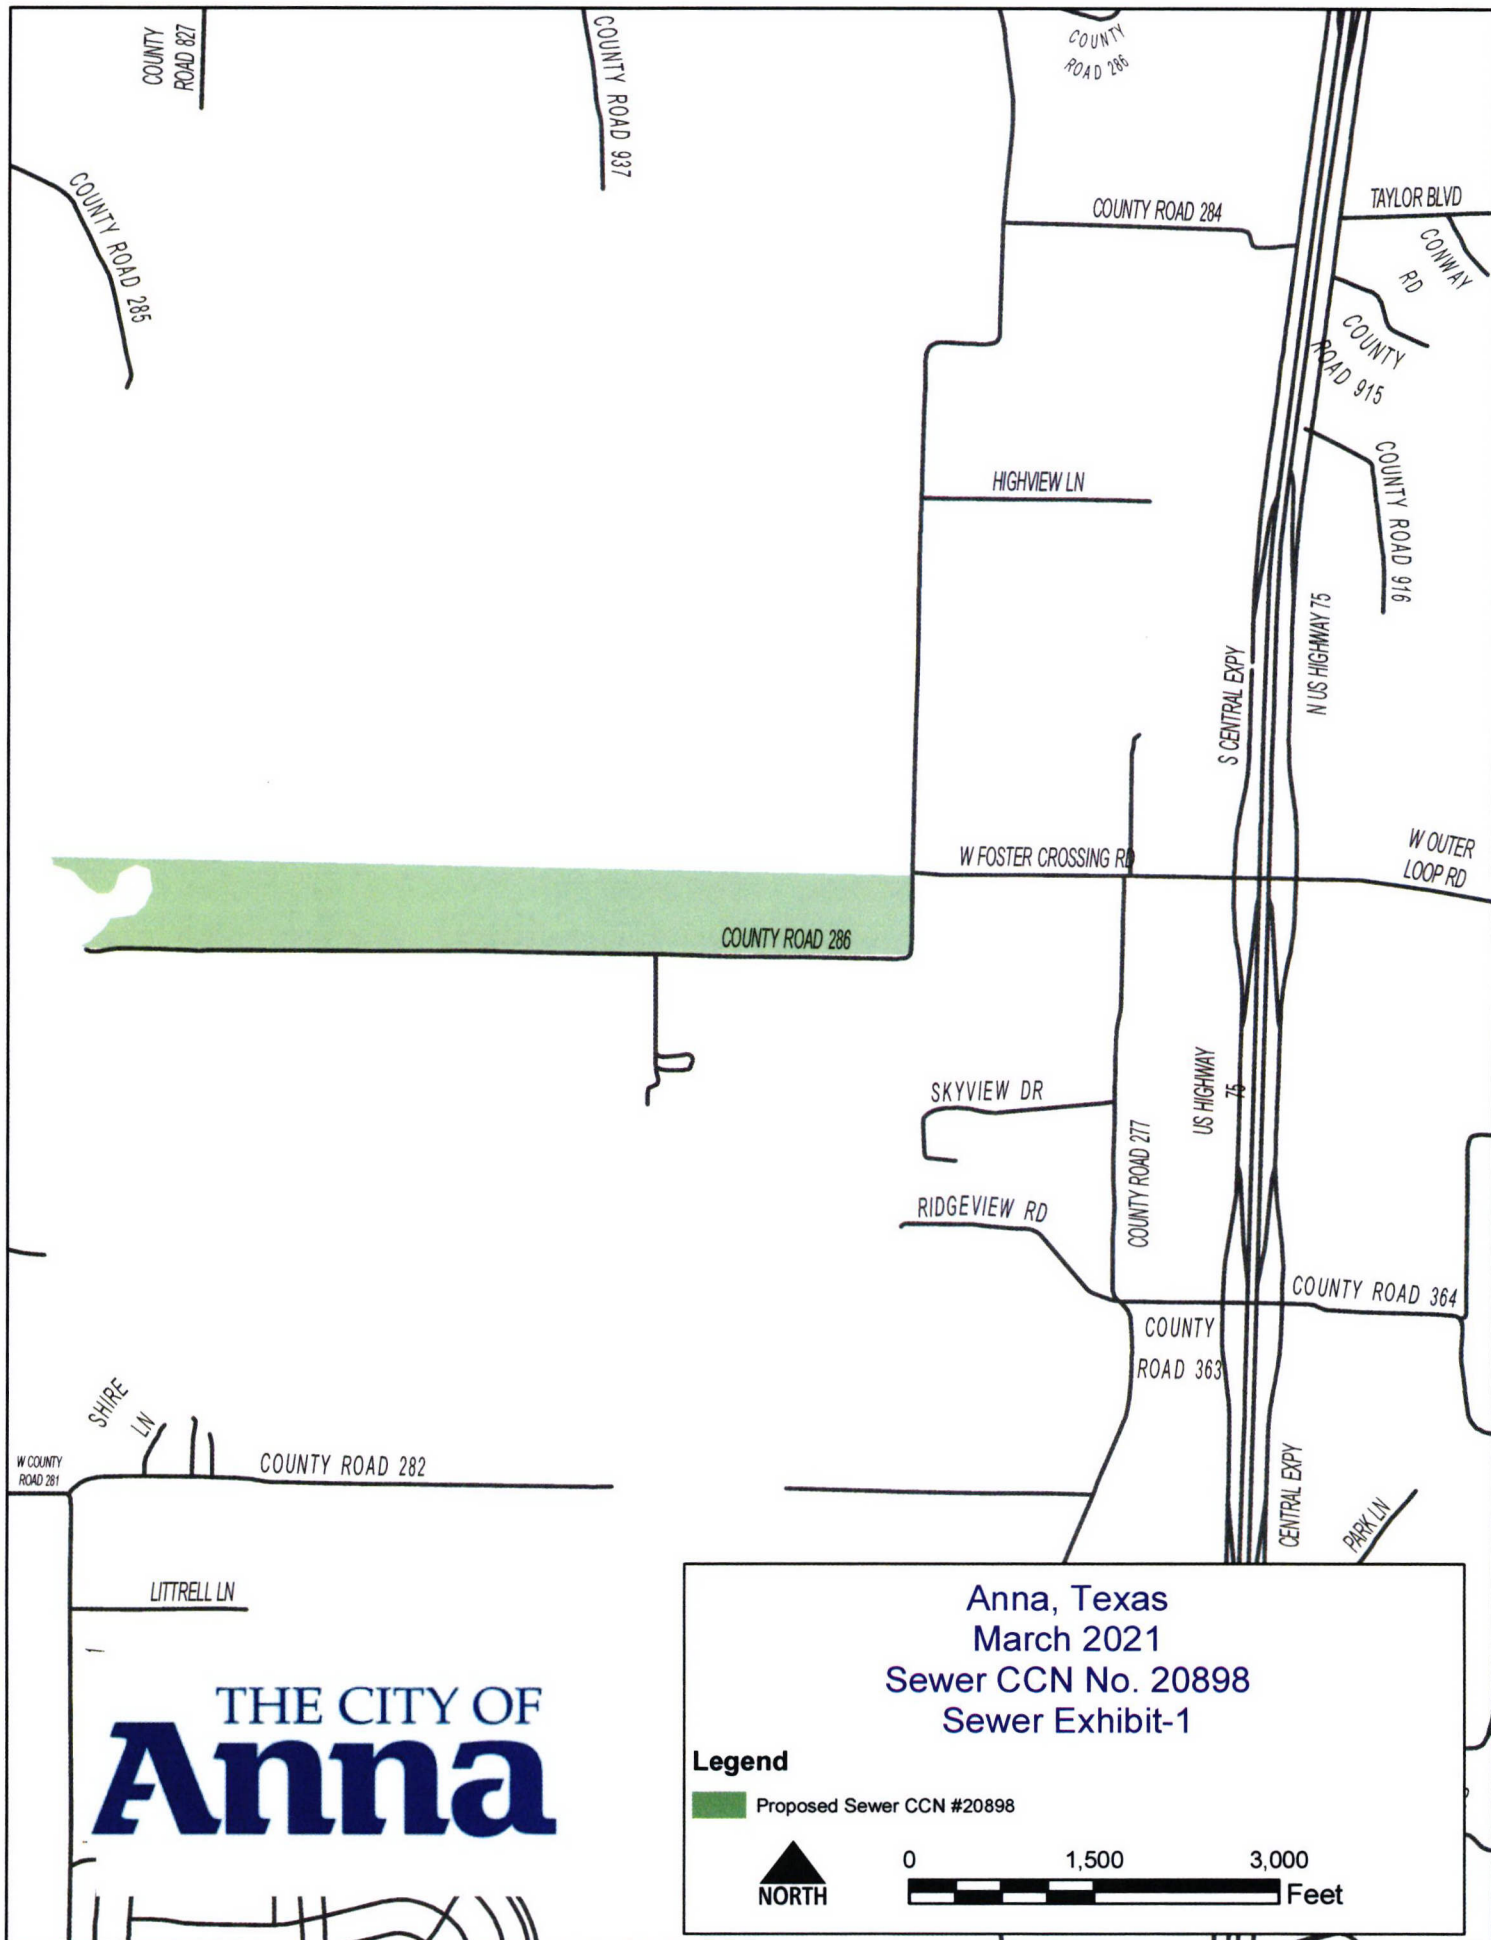 COUNTY
ROAD 827
COUNTY ROAD 937
COUNTY
ROAD 286
COUNTY ROAD 285
COUNTY ROAD 284
TAYLOR BLVD
CONWAY
RD
COUNTY
ROAD 915
HIGHVIEW LN
COUNTY ROAD 916
S CENTRAL EXPY
N US HIGHWAY 75
W FOSTER CROSSING RD
W OUTER
LOOP RD
COUNTY ROAD 286
SKYVIEW DR
US HIGHWAY
75
COUNTY ROAD 277
RIDGEVIEW RD
COUNTY ROAD 364
COUNTY
ROAD 363
SHIRE
LN
W COUNTY
ROAD 281
COUNTY ROAD 282
CENTRAL EXPY
PARK LN
LITTRELL LN
THE CITY OF
Anna
Anna, Texas
March 2021
Sewer CCN No. 20898
Sewer Exhibit-1
Legend
Proposed Sewer CCN #20898
NORTH
0 1,500 3,000
Feet